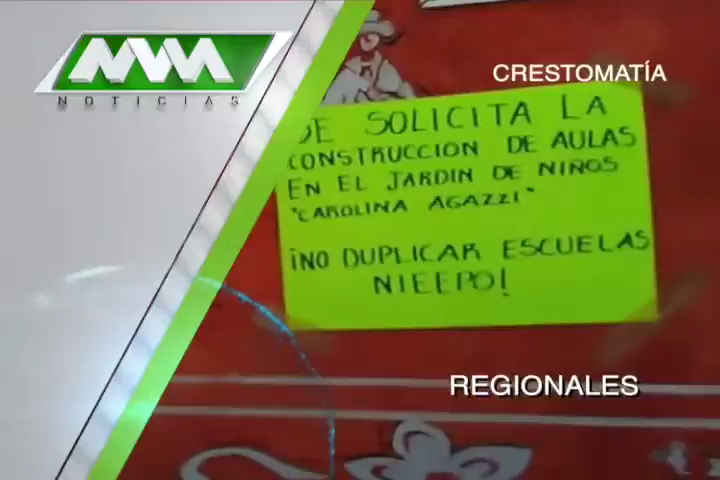 MVM
NOTICIAS
CRESTOMATÍA
SE SOLICITA LA
CONSTRUCCION DE AULAS
EN EL JARDIN DE NIÑOS
"CAROLINA AGAZZI"
¡NO DUPLICAR ESCUELAS
NIEEPO!
REGIONALES